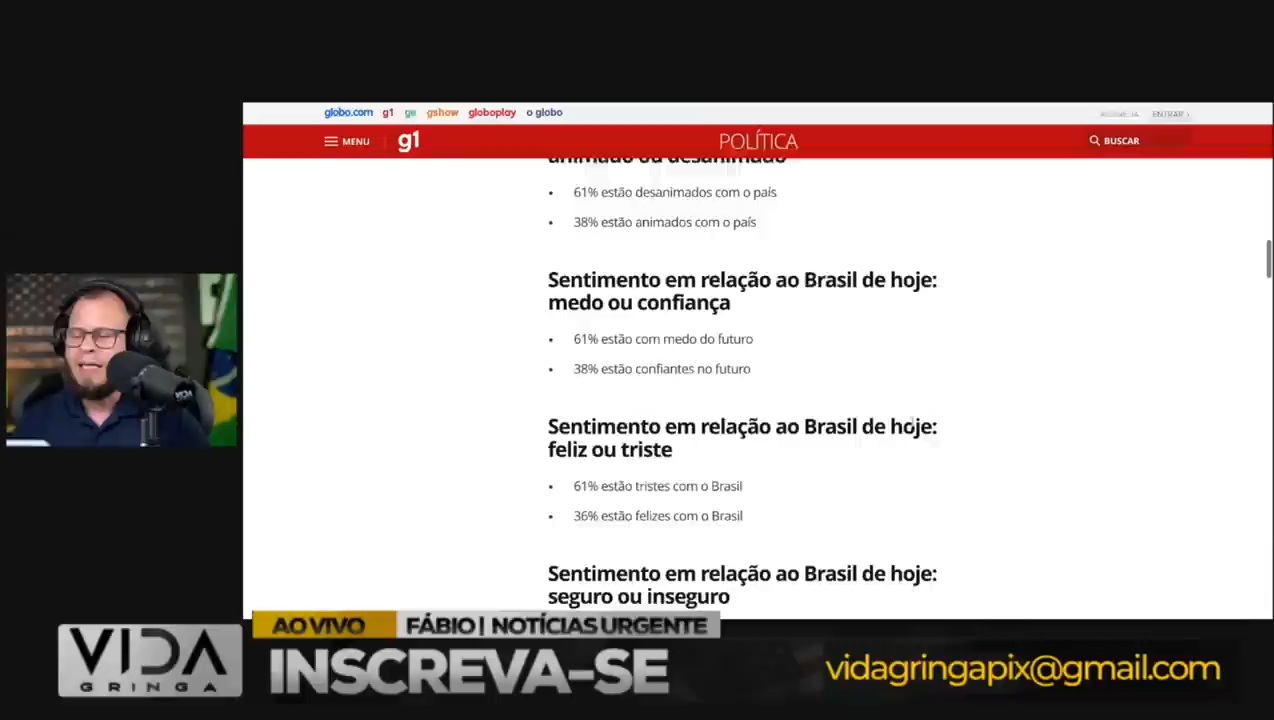 globo.com g1 ge gshow globoplay o globo
ENTRAR ›
MENU g1 POLÍTICA BUSCAR
animado ou desanimado
• 61% estão desanimados com o país
• 38% estão animados com o país
Sentimento em relação ao Brasil de hoje:
medo ou confiança
• 61% estão com medo do futuro
• 38% estão confiantes no futuro
Sentimento em relação ao Brasil de hoje:
feliz ou triste
• 61% estão tristes com o Brasil
• 36% estão felizes com o Brasil
Sentimento em relação ao Brasil de hoje:
seguro ou inseguro
AO VIVO FÁBIO | NOTÍCIAS URGENTE
VIDA
GRINGA
INSCREVA-SE
vidagringapix@gmail.com